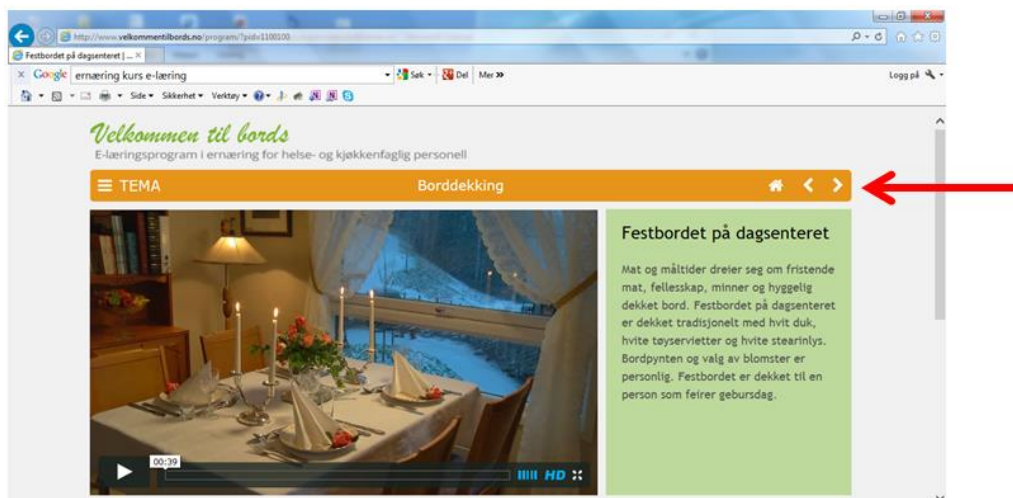 http://www.velkommentilbords.no/program/?pid=1100100
Festbordet på dagsenteret | ...
Google ernæring kurs e-læring Søk Del Mer Logg på
Side Sikkerhet Verktøy
Velkommen til bords
E-læringsprogram i ernæring for helse- og kjøkkenfaglig personell
TEMA Borddekking
Festbordet på dagsenteret
Mat og måltider dreier seg om fristende
mat, fellesskap, minner og hyggelig
dekket bord. Festbordet på dagsenteret
er dekket tradisjonelt med hvit duk,
hvite tøyservietter og hvite stearinlys.
Bordpynten og valg av blomster er
personlig. Festbordet er dekket til en
person som feirer gebursdag.
00:39
HD